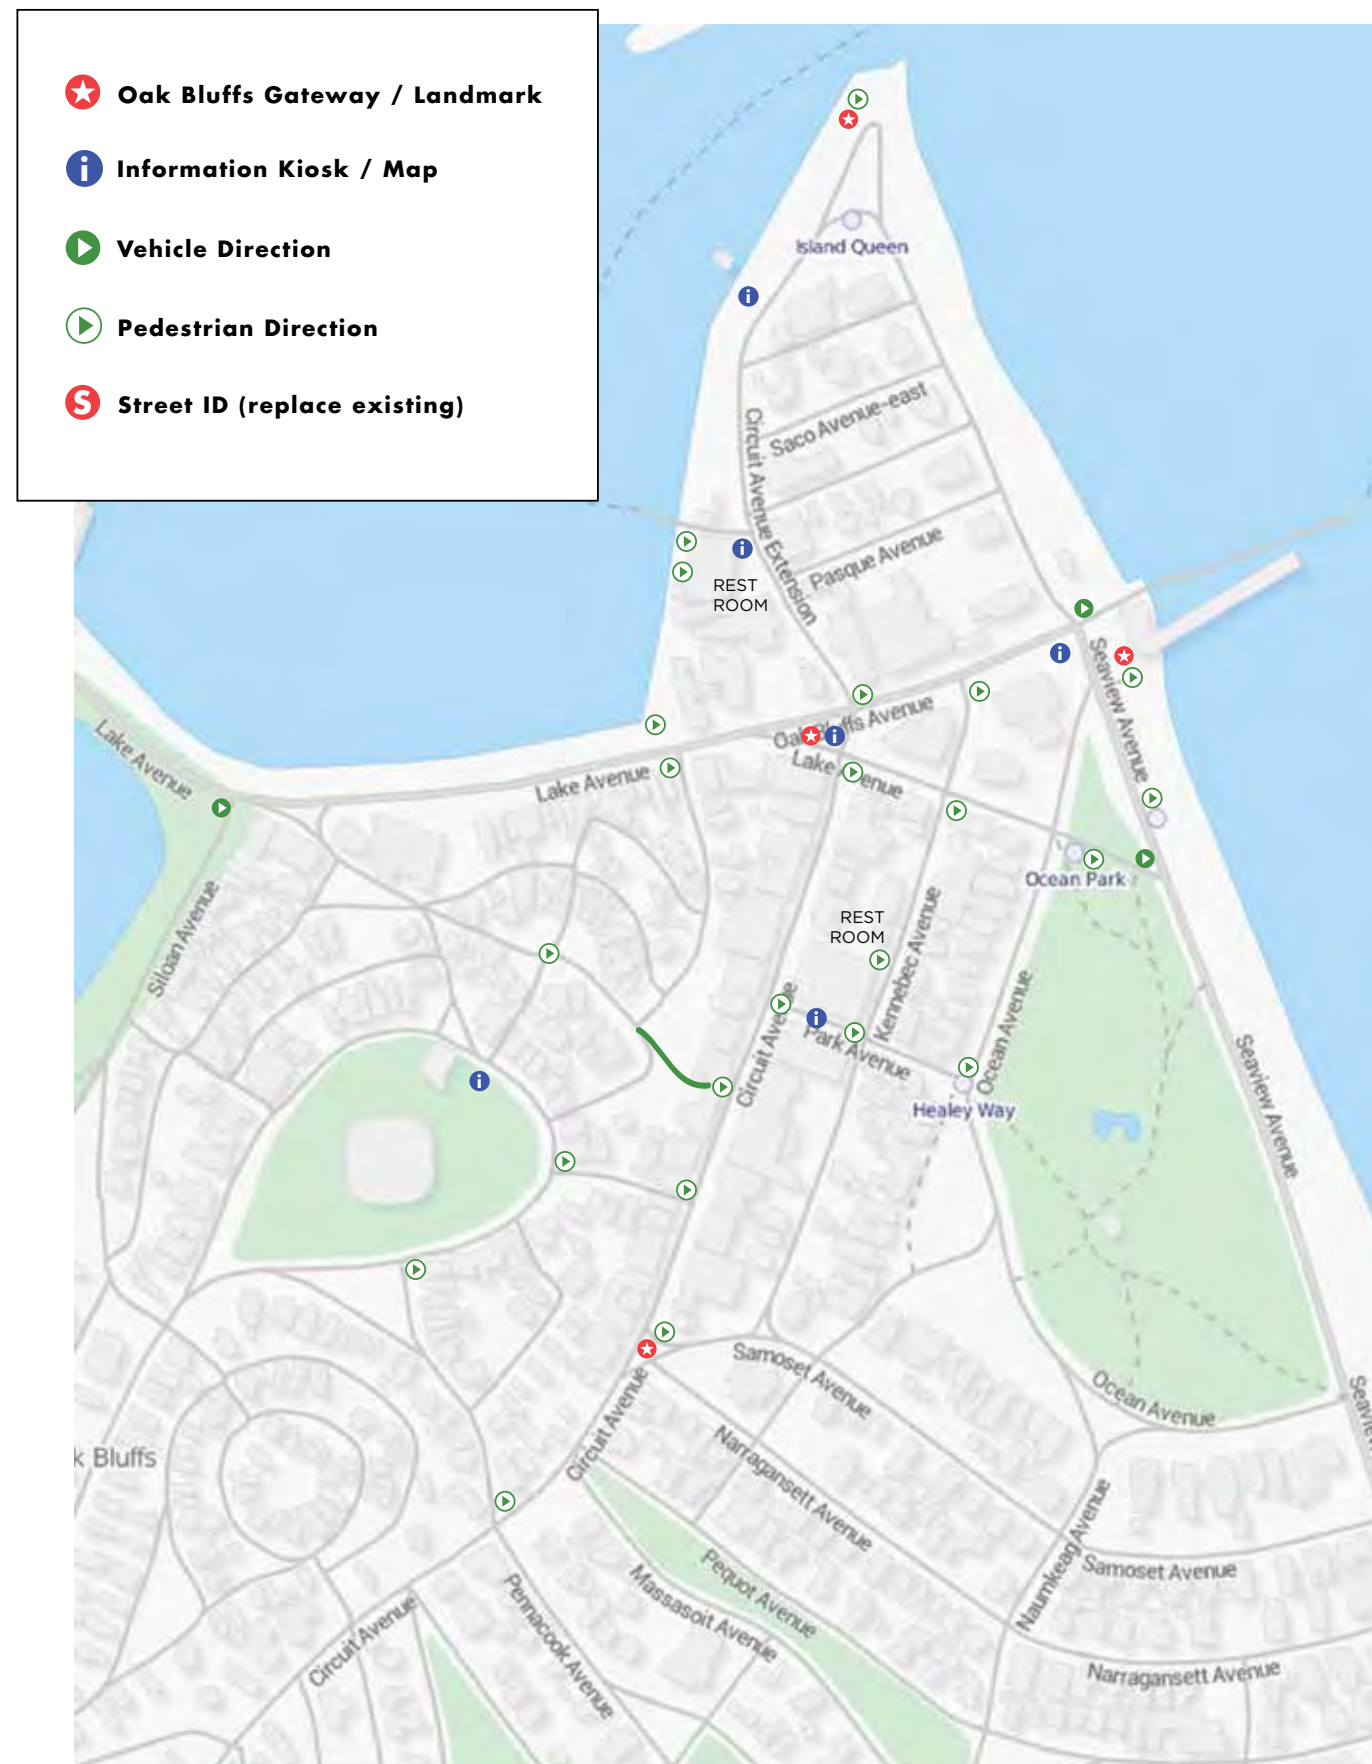 Oak Bluffs Gateway / Landmark
i Information Kiosk / Map
Vehicle Direction
Pedestrian Direction
S Street ID (replace existing)
Island Queen
i
Saco Avenue-east
Circuit Avenue Extension
Pasque Avenue
i
REST
ROOM
i
Seaview Avenue
Oak Bluffs Avenue
i
Lake Avenue
Lake Avenue
Lake Avenue
Ocean Park
Siloan Avenue
REST
ROOM
Kennebec Avenue
Circuit Avenue
i
Park Avenue
Ocean Avenue
Seaview Avenue
i
Healey Way
Samoset Avenue
Ocean Avenue
Circuit Avenue
Narragansett Avenue
k Bluffs
Naumkeag Avenue
Pequot Avenue
Samoset Avenue
Massasoit Avenue
Pennacook Avenue
Circuit Avenue
Narragansett Avenue